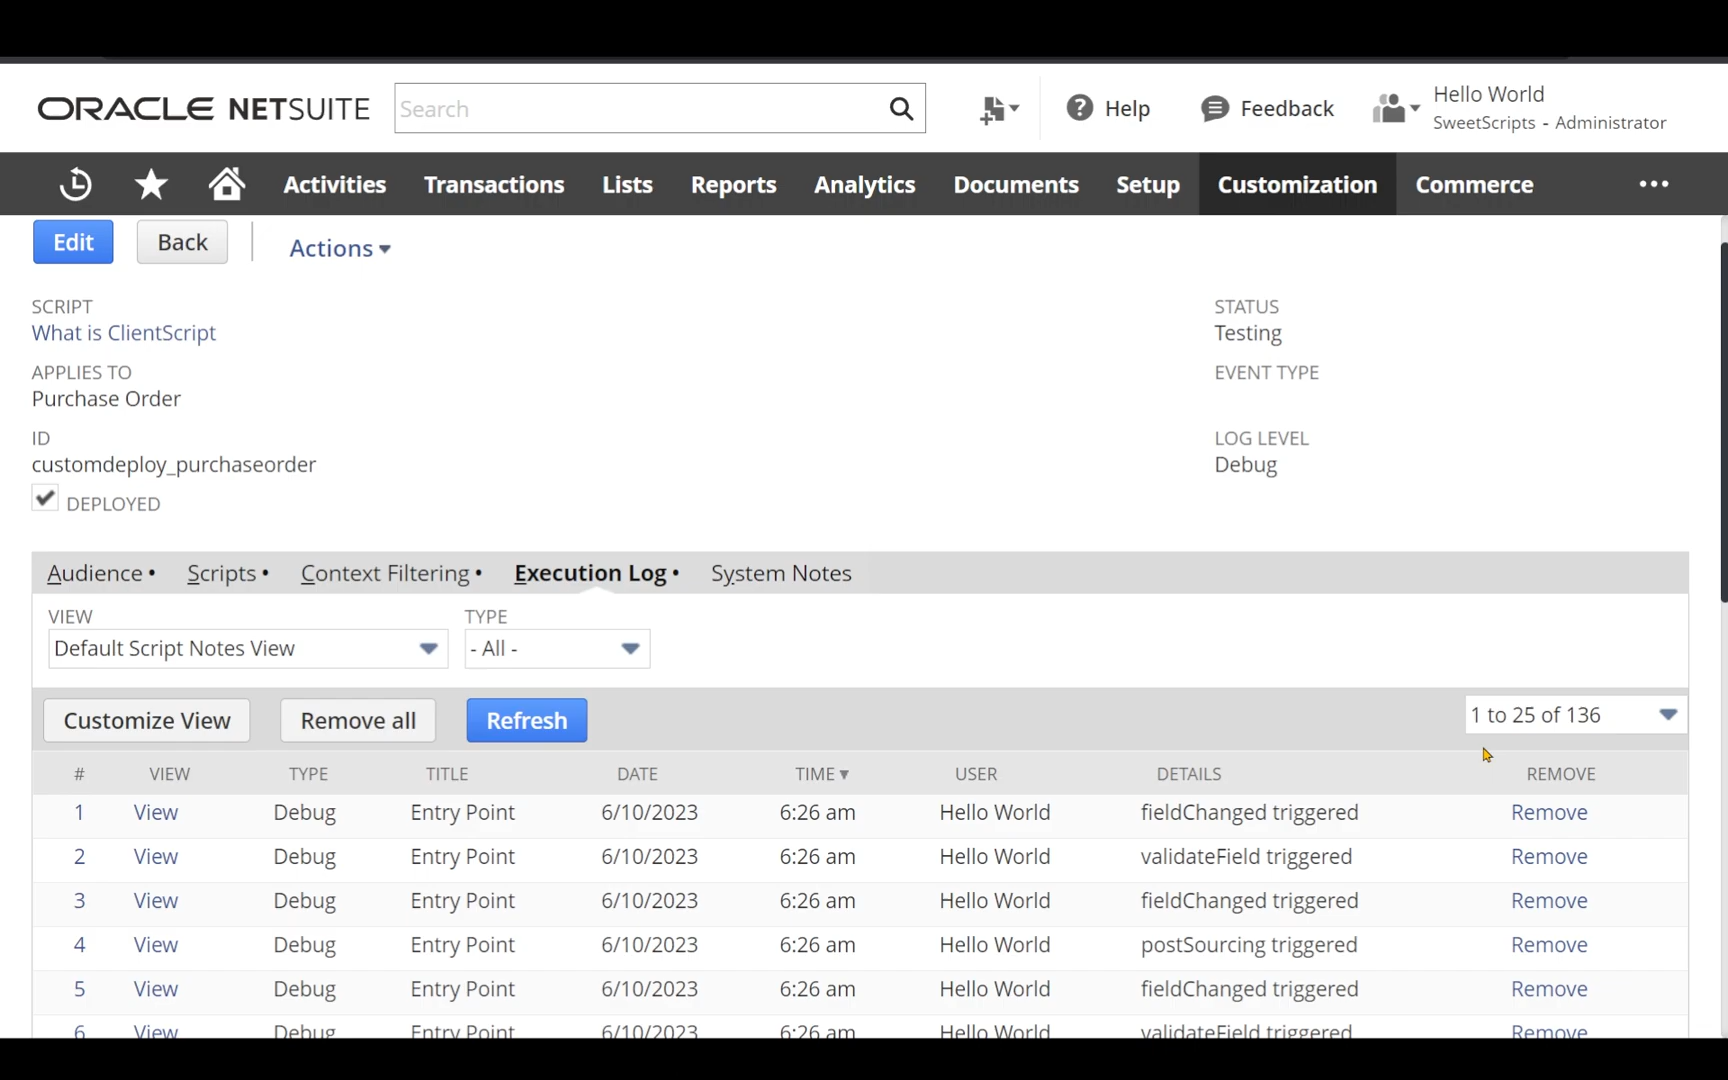 ORACLE NETSUITE Search Help Feedback Hello World
SweetScripts - Administrator
Activities Transactions Lists Reports Analytics Documents Setup Customization Commerce •••
Edit Back Actions
SCRIPT
What is ClientScript
APPLIES TO
Purchase Order
ID
customdeploy_purchaseorder
DEPLOYED
STATUS
Testing
EVENT TYPE
LOG LEVEL
Debug
Audience • Scripts • Context Filtering • Execution Log • System Notes
VIEW TYPE
Default Script Notes View - All -
Customize View Remove all Refresh 1 to 25 of 136
# VIEW TYPE TITLE DATE TIME ▼ USER DETAILS REMOVE
1 View Debug Entry Point 6/10/2023 6:26 am Hello World fieldChanged triggered Remove
2 View Debug Entry Point 6/10/2023 6:26 am Hello World validateField triggered Remove
3 View Debug Entry Point 6/10/2023 6:26 am Hello World fieldChanged triggered Remove
4 View Debug Entry Point 6/10/2023 6:26 am Hello World postSourcing triggered Remove
5 View Debug Entry Point 6/10/2023 6:26 am Hello World fieldChanged triggered Remove
6 View Debug Entry Point 6/10/2023 6:26 am Hello World validateField triggered Remove